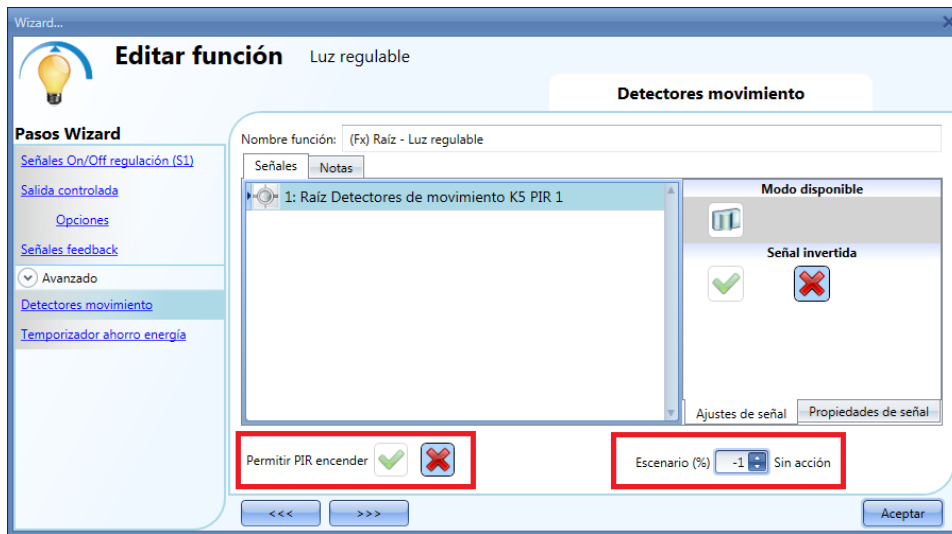 Wizard...
Editar función Luz regulable
Detectores movimiento
Pasos Wizard
Señales On/Off regulación (S1)
Salida controlada
Opciones
Señales feedback
Avanzado
Detectores movimiento
Temporizador ahorro energía
Nombre función: (Fx) Raíz - Luz regulable
Señales Notas
1: Raíz Detectores de movimiento K5 PIR 1
Modo disponible
Señal invertida
Ajustes de señal Propiedades de señal
Permitir PIR encender
Escenario (%) -1 Sin acción
<<< >>> Aceptar